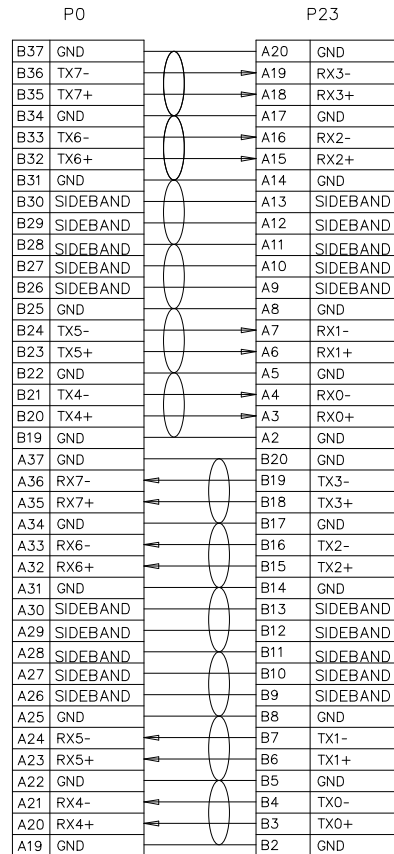 P0 P23
B37 GND A20 GND
B36 TX7- A19 RX3-
B35 TX7+ A18 RX3+
B34 GND A17 GND
B33 TX6- A16 RX2-
B32 TX6+ A15 RX2+
B31 GND A14 GND
B30 SIDEBAND A13 SIDEBAND
B29 SIDEBAND A12 SIDEBAND
B28 SIDEBAND A11 SIDEBAND
B27 SIDEBAND A10 SIDEBAND
B26 SIDEBAND A9 SIDEBAND
B25 GND A8 GND
B24 TX5- A7 RX1-
B23 TX5+ A6 RX1+
B22 GND A5 GND
B21 TX4- A4 RX0-
B20 TX4+ A3 RX0+
B19 GND A2 GND
A37 GND B20 GND
A36 RX7- B19 TX3-
A35 RX7+ B18 TX3+
A34 GND B17 GND
A33 RX6- B16 TX2-
A32 RX6+ B15 TX2+
A31 GND B14 GND
A30 SIDEBAND B13 SIDEBAND
A29 SIDEBAND B12 SIDEBAND
A28 SIDEBAND B11 SIDEBAND
A27 SIDEBAND B10 SIDEBAND
A26 SIDEBAND B9 SIDEBAND
A25 GND B8 GND
A24 RX5- B7 TX1-
A23 RX5+ B6 TX1+
A22 GND B5 GND
A21 RX4- B4 TX0-
A20 RX4+ B3 TX0+
A19 GND B2 GND